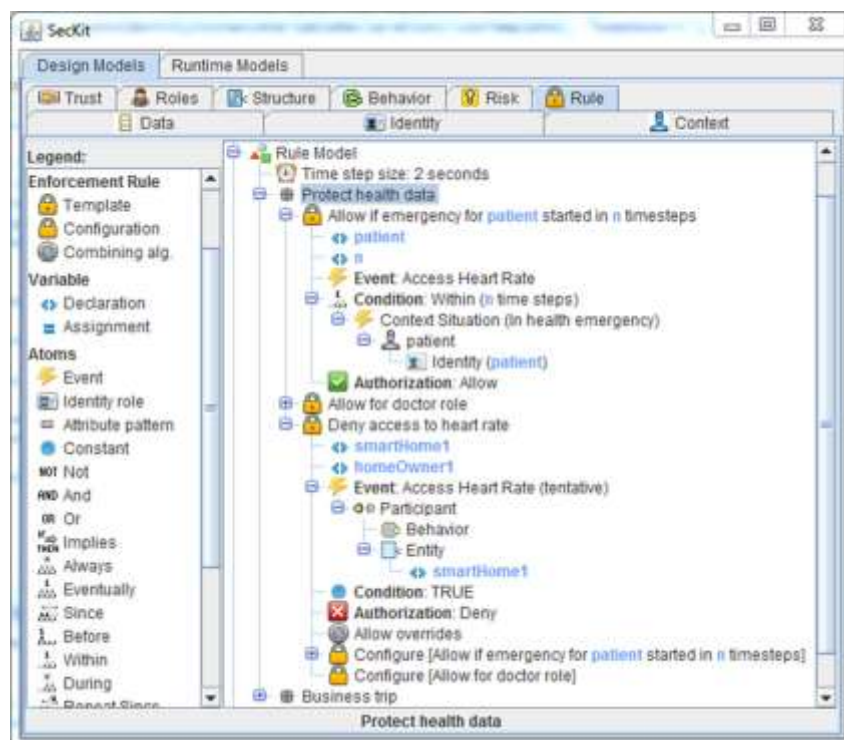 SecKit
Design Models Runtime Models
Trust Roles Structure Behavior Risk Rule
Data Identity Context
Legend:
Enforcement Rule
Template
Configuration
Combining alg.
Variable
Declaration
Assignment
Atoms
Event
Identity role
Attribute pattern
Constant
NOT Not
AND And
OR Or
Implies
Always
Eventually
Since
Before
Within
During
Repeat Since
Rule Model
Time step size: 2 seconds
Protect health data
Allow if emergency for patient started in n timesteps
patient
n
Event: Access Heart Rate
Condition: Within (n time steps)
Context Situation (In health emergency)
patient
Identity (patient)
Authorization: Allow
Allow for doctor role
Deny access to heart rate
smartHome1
homeOwner1
Event: Access Heart Rate (tentative)
Participant
Behavior
Entity
smartHome1
Condition: TRUE
Authorization: Deny
Allow overrides
Configure [Allow if emergency for patient started in n timesteps]
Configure [Allow for doctor role]
Business trip
Protect health data